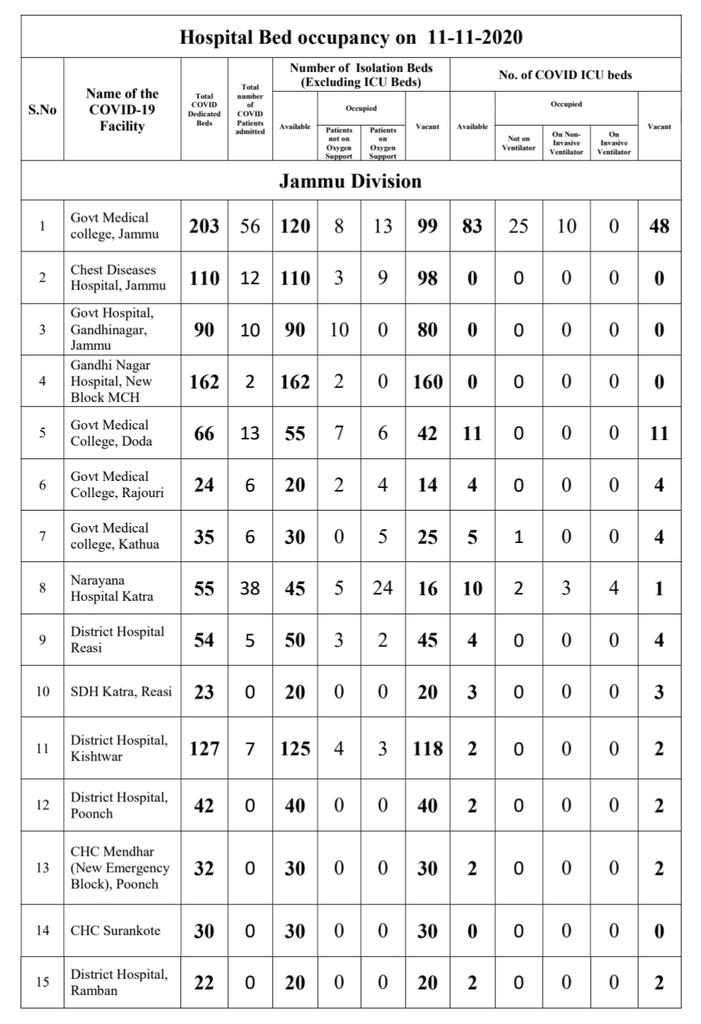 Hospital Bed occupancy on 11-11-2020
S.No
Name of the
COVID-19
Facility
Total
COVID
Dedicated
Beds
Total
number
of
COVID
Patients
admitted
Number of Isolation Beds
(Excluding ICU Beds)
No. of COVID ICU beds
Available
Occupied
Vacant
Available
Occupied
Vacant
Patients
not on
Oxygen
Support
Patients
on
Oxygen
Support
Not on
Ventilator
On Non-
Invasive
Ventilator
On
Invasive
Ventilator
Jammu Division
1 Govt Medical
college, Jammu 203 56 120 8 13 99 83 25 10 0 48
2 Chest Diseases
Hospital, Jammu 110 12 110 3 9 98 0 0 0 0 0
3 Govt Hospital,
Gandhinagar,
Jammu 90 10 90 10 0 80 0 0 0 0 0
4 Gandhi Nagar
Hospital, New
Block MCH 162 2 162 2 0 160 0 0 0 0 0
5 Govt Medical
College, Doda 66 13 55 7 6 42 11 0 0 0 11
6 Govt Medical
College, Rajouri 24 6 20 2 4 14 4 0 0 0 4
7 Govt Medical
college, Kathua 35 6 30 0 5 25 5 1 0 0 4
8 Narayana
Hospital Katra 55 38 45 5 24 16 10 2 3 4 1
9 District Hospital
Reasi 54 5 50 3 2 45 4 0 0 0 4
10 SDH Katra, Reasi 23 0 20 0 0 20 3 0 0 0 3
11 District Hospital,
Kishtwar 127 7 125 4 3 118 2 0 0 0 2
12 District Hospital,
Poonch 42 0 40 0 0 40 2 0 0 0 2
13 CHC Mendhar
(New Emergency
Block), Poonch 32 0 30 0 0 30 2 0 0 0 2
14 CHC Surankote 30 0 30 0 0 30 0 0 0 0 0
15 District Hospital,
Ramban 22 0 20 0 0 20 2 0 0 0 2